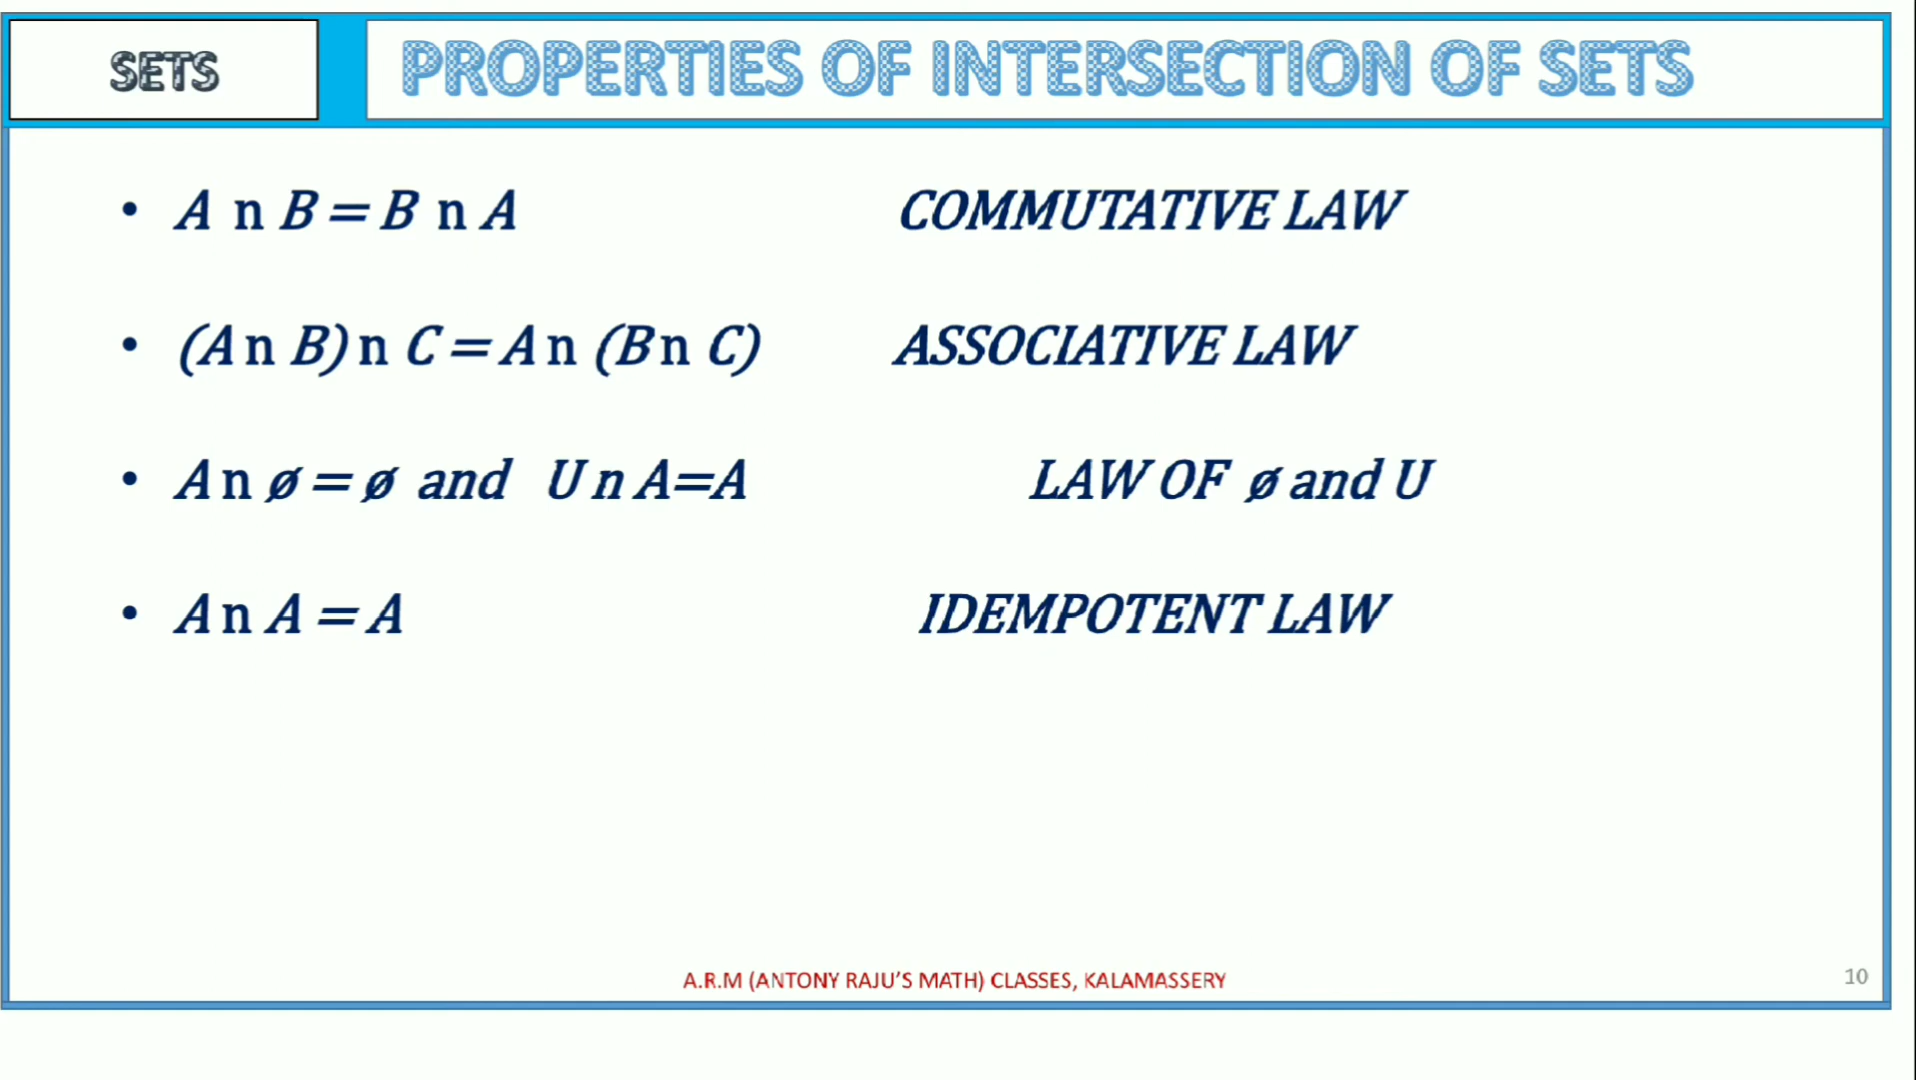 SETS
PROPERTIES OF INTERSECTION OF SETS
• A n B = B n A COMMUTATIVE LAW
• (A n B) n C = A n (B n C) ASSOCIATIVE LAW
• A n ø = ø and U n A=A LAW OF ø and U
• A n A = A IDEMPOTENT LAW
A.R.M (ANTONY RAJU'S MATH) CLASSES, KALAMASSERY
10